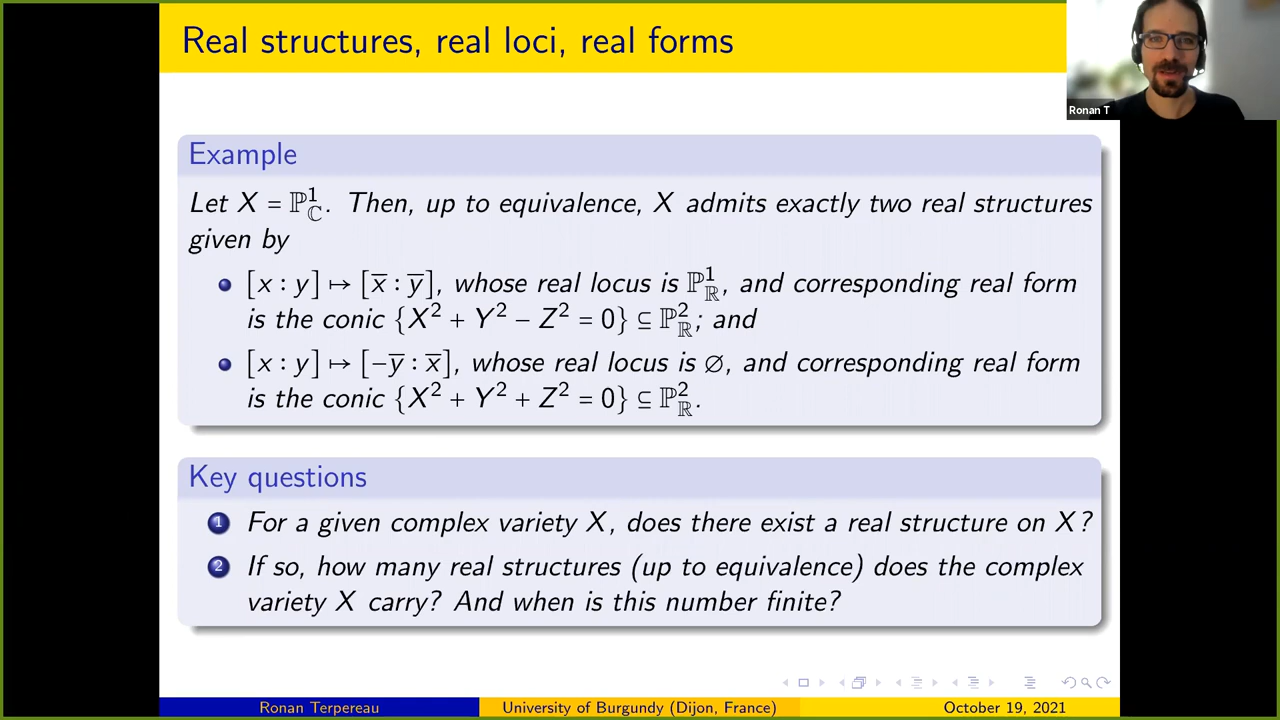 Real structures, real loci, real forms
Ronan T
Example
Let X = ℙ¹_ℂ. Then, up to equivalence, X admits exactly two real structures
given by
[x : y] ↦ [x̅ : y̅], whose real locus is ℙ¹_ℝ, and corresponding real form
is the conic {X² + Y² − Z² = 0} ⊆ ℙ²_ℝ; and
[x : y] ↦ [−y̅ : x̅], whose real locus is ∅, and corresponding real form
is the conic {X² + Y² + Z² = 0} ⊆ ℙ²_ℝ.
Key questions
1 For a given complex variety X, does there exist a real structure on X?
2 If so, how many real structures (up to equivalence) does the complex
variety X carry? And when is this number finite?
Ronan Terpereau University of Burgundy (Dijon, France) October 19, 2021